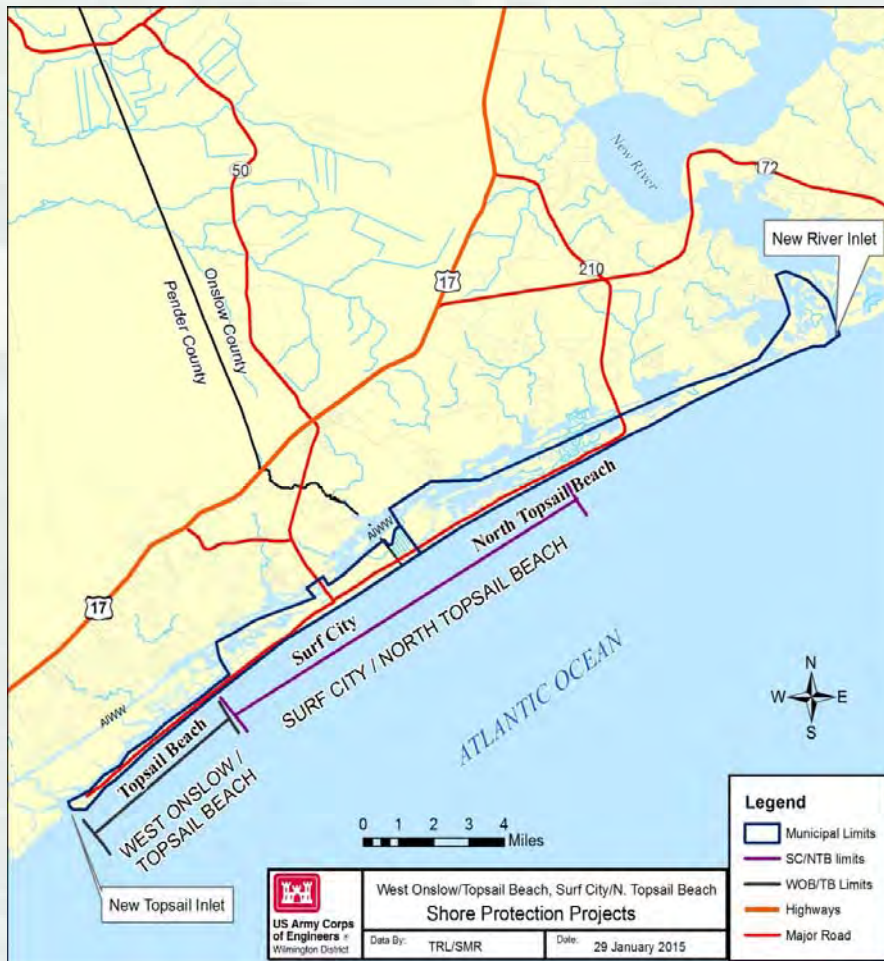 New River
172
50
New River Inlet
17
210
Onslow County
Pender County
AIWW
North Topsail Beach
17
Surf City
SURF CITY / NORTH TOPSAIL BEACH
ATLANTIC OCEAN
N
W
E
S
AIWW
Topsail Beach
WEST ONSLOW /
TOPSAIL BEACH
0 1 2 3 4
Miles
New Topsail Inlet
Legend
Municipal Limits
SC/NTB limits
WOB/TB Limits
Highways
Major Road
US Army Corps
of Engineers
Wilmington District
West Onslow/Topsail Beach, Surf City/N. Topsail Beach
Shore Protection Projects
Data By:
TRL/SMR
Date:
29 January 2015